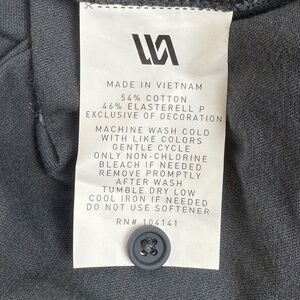 MADE IN VIETNAM
54% COTTON
46% ELASTERELL P
EXCLUSIVE OF DECORATION
MACHINE WASH COLD
WITH LIKE COLORS
GENTLE CYCLE
ONLY NON-CHLORINE
BLEACH IF NEEDED
REMOVE PROMPTLY
AFTER WASH
TUMBLE DRY LOW
COOL IRON IF NEEDED
DO NOT USE SOFTENER
RN# 104141